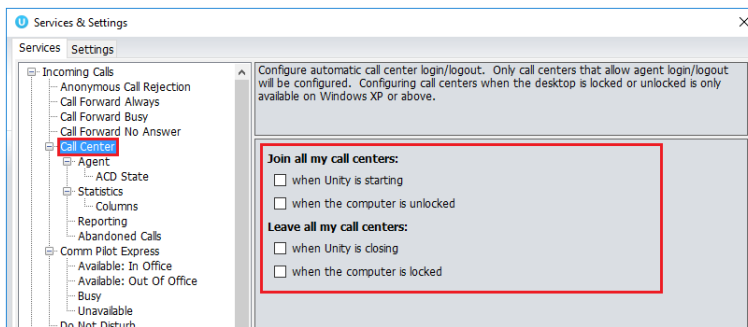 Services & Settings
Services Settings
Incoming Calls
Anonymous Call Rejection
Call Forward Always
Call Forward Busy
Call Forward No Answer
Call Center
Agent
ACD State
Statistics
Columns
Reporting
Abandoned Calls
Comm Pilot Express
Available: In Office
Available: Out Of Office
Busy
Unavailable
Do Not Disturb
Configure automatic call center login/logout. Only call centers that allow agent login/logout
will be configured. Configuring call centers when the desktop is locked or unlocked is only
available on Windows XP or above.
Join all my call centers:
when Unity is starting
when the computer is unlocked
Leave all my call centers:
when Unity is closing
when the computer is locked